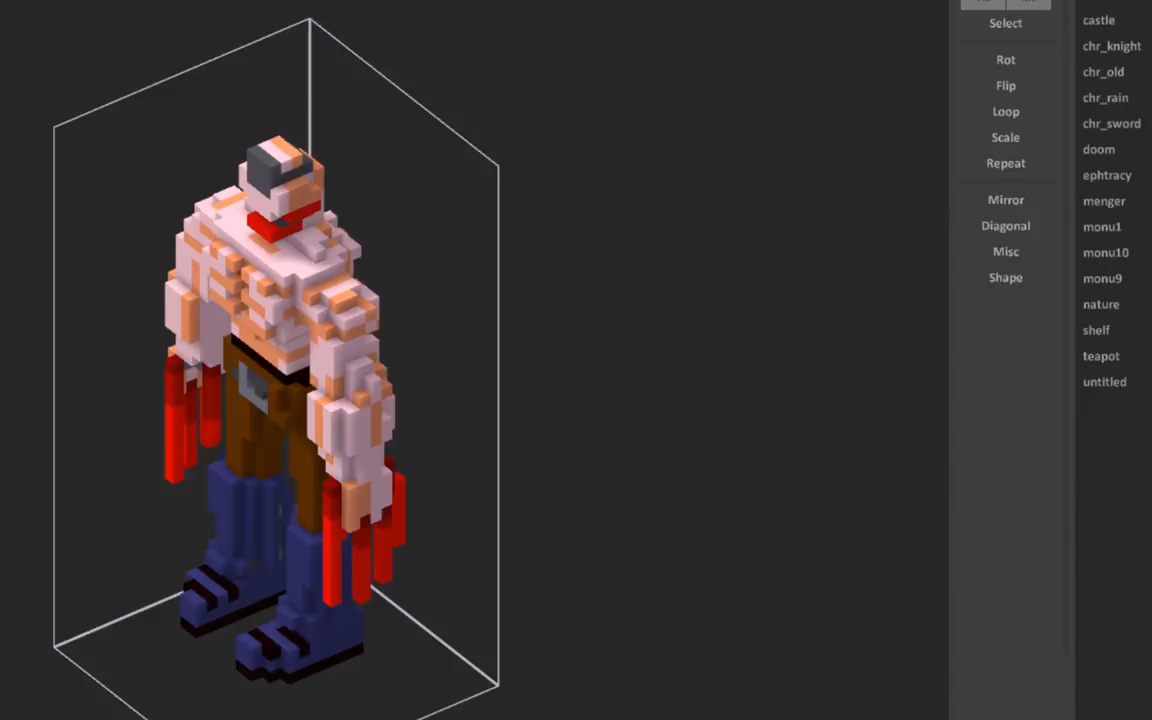 Select
Rot
Flip
Loop
Scale
Repeat
Mirror
Diagonal
Misc
Shape
castle
chr_knight
chr_old
chr_rain
chr_sword
doom
ephtracy
menger
monu1
monu10
monu9
nature
shelf
teapot
untitled